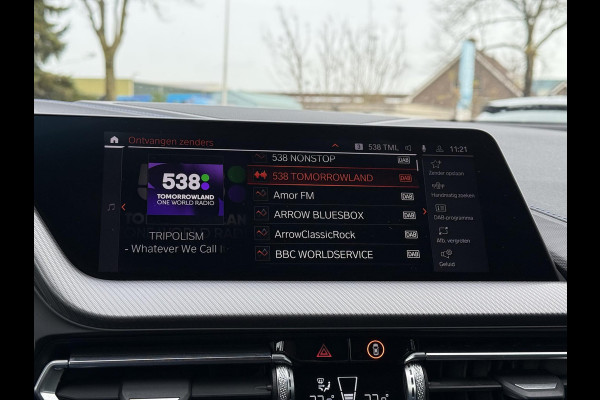 Ontvangen zenders
538 TML
11:21
538 NONSTOP DAB
538 TOMORROWLAND DAB
Amor FM DAB
ARROW BLUESBOX DAB
ArrowClassicRock DAB
BBC WORLDSERVICE DAB
538
TOMORROWLAND
ONE WORLD RADIO
TRIPOLISM
- Whatever We Call I
Zender opslaan
Handmatig zoeken
DAB-programma
Afb. vergroten
Geluid